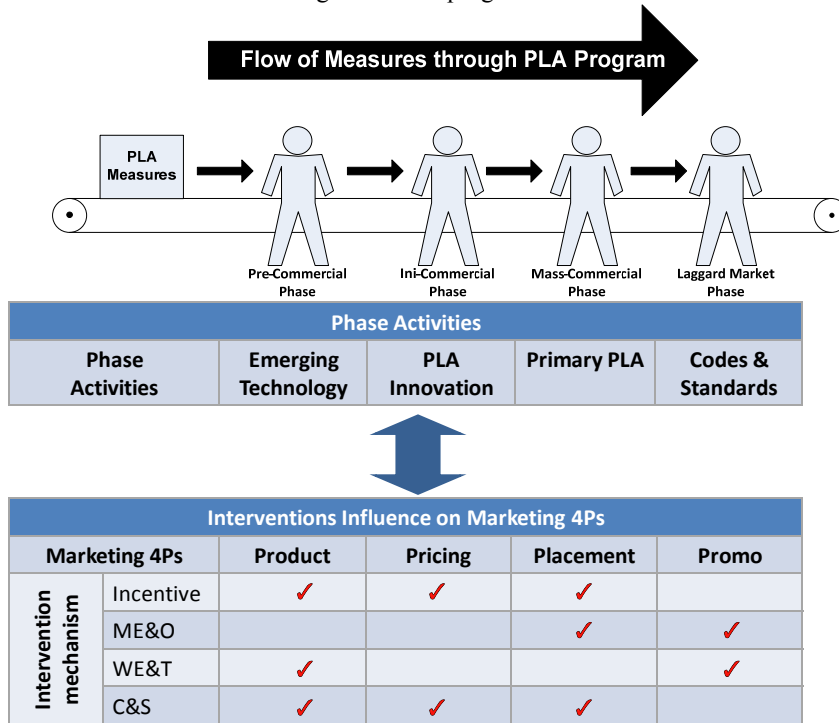 Flow of Measures through PLA Program
PLA
Measures
Pre-Commercial
Phase
Ini-Commercial
Phase
Mass-Commercial
Phase
Laggard Market
Phase
Phase Activities
Phase
Activities
Emerging
Technology
PLA
Innovation
Primary PLA
Codes &
Standards
Interventions Influence on Marketing 4Ps
Marketing 4Ps Product Pricing Placement Promo
Intervention
mechanism
Incentive ✓ ✓ ✓
ME&O ✓ ✓
WE&T ✓ ✓
C&S ✓ ✓ ✓